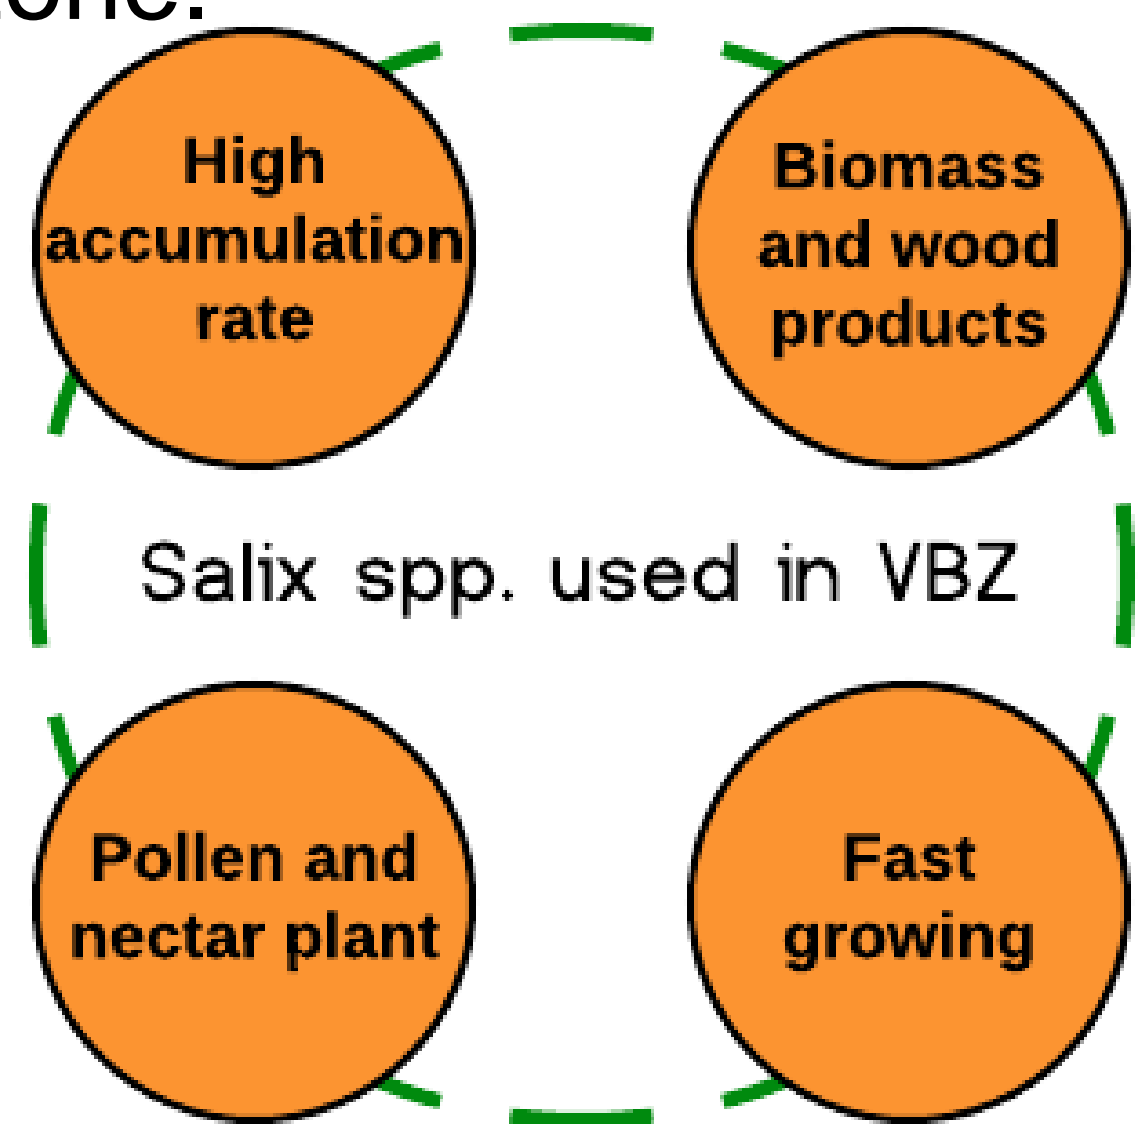 High
accumulation
rate
Biomass
and wood
products
Salix spp. used in VBZ
Pollen and
nectar plant
Fast
growing